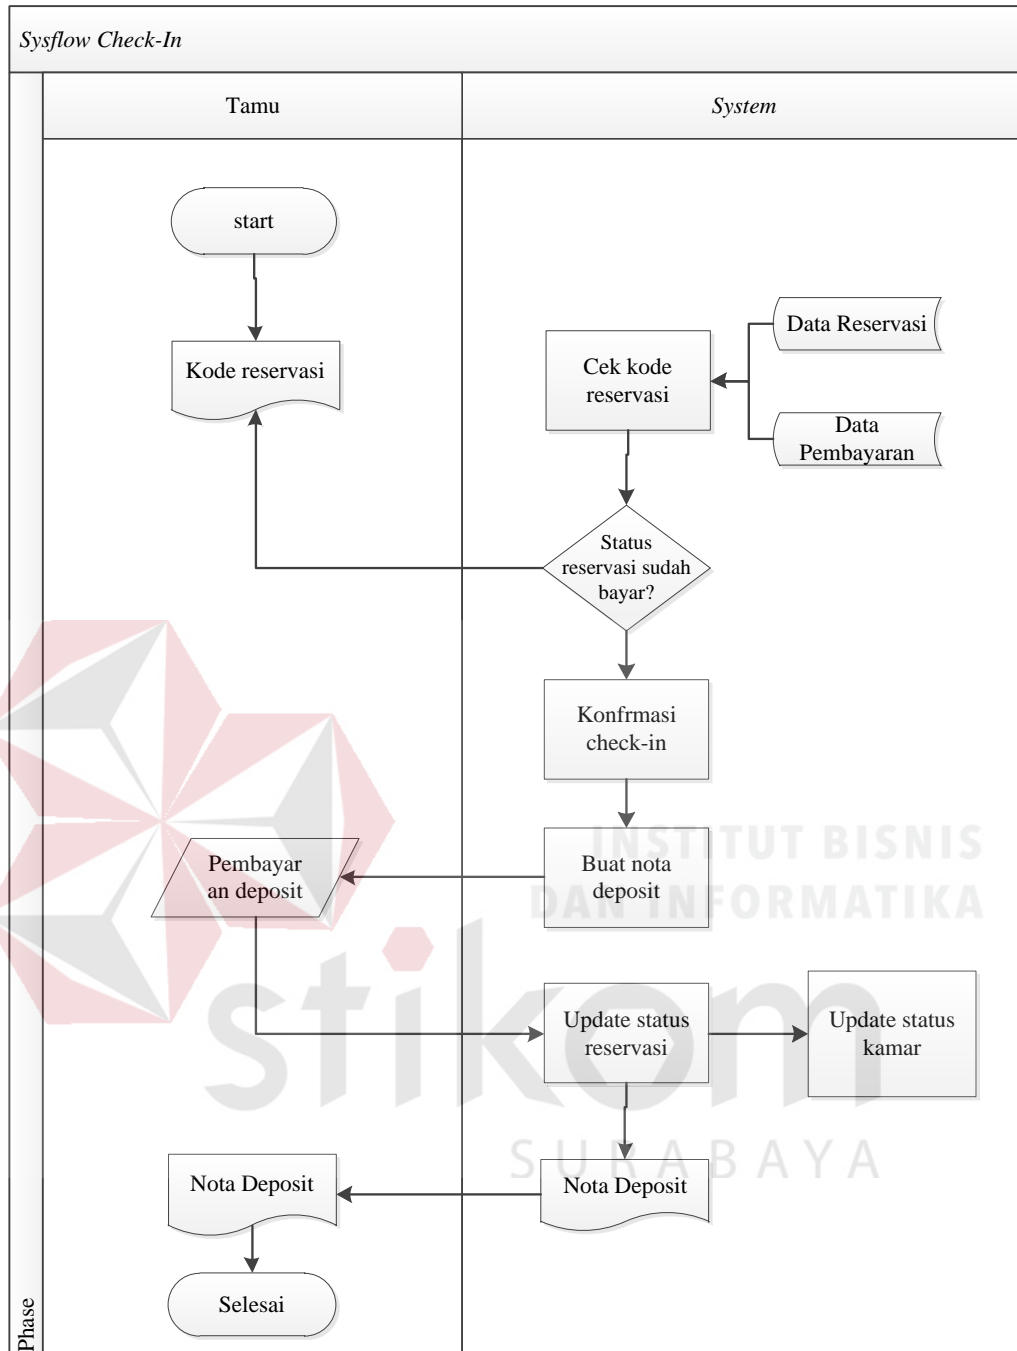 Sysflow Check-In
Tamu
System
start
Kode reservasi
Cek kode
reservasi
Data Reservasi
Data
Pembayaran
Status
reservasi sudah
bayar?
Konfrmasi
check-in
Buat nota
deposit
Pembayar
an deposit
Update status
reservasi
Update status
kamar
Nota Deposit
Nota Deposit
Selesai
Phase
INSTITUT BISNIS
DAN INFORMATIKA
stikom
SURABAYA